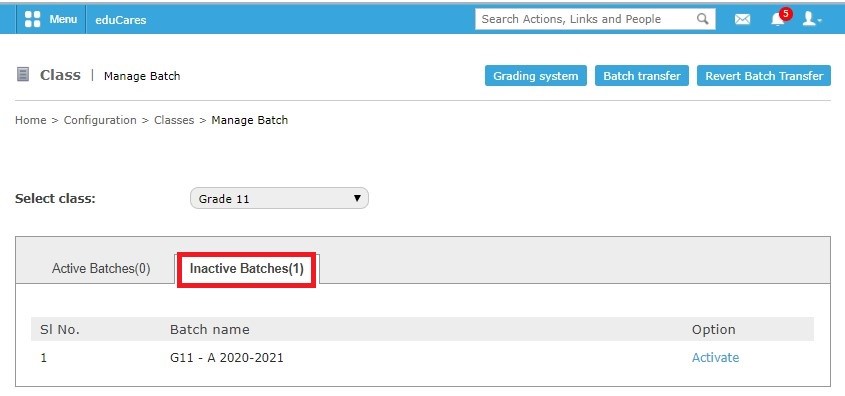 Menu eduCares Search Actions, Links and People 5
Class | Manage Batch Grading system Batch transfer Revert Batch Transfer
Home > Configuration > Classes > Manage Batch
Select class: Grade 11
Active Batches(0) Inactive Batches(1)
Sl No. Batch name Option
1 G11 - A 2020-2021 Activate